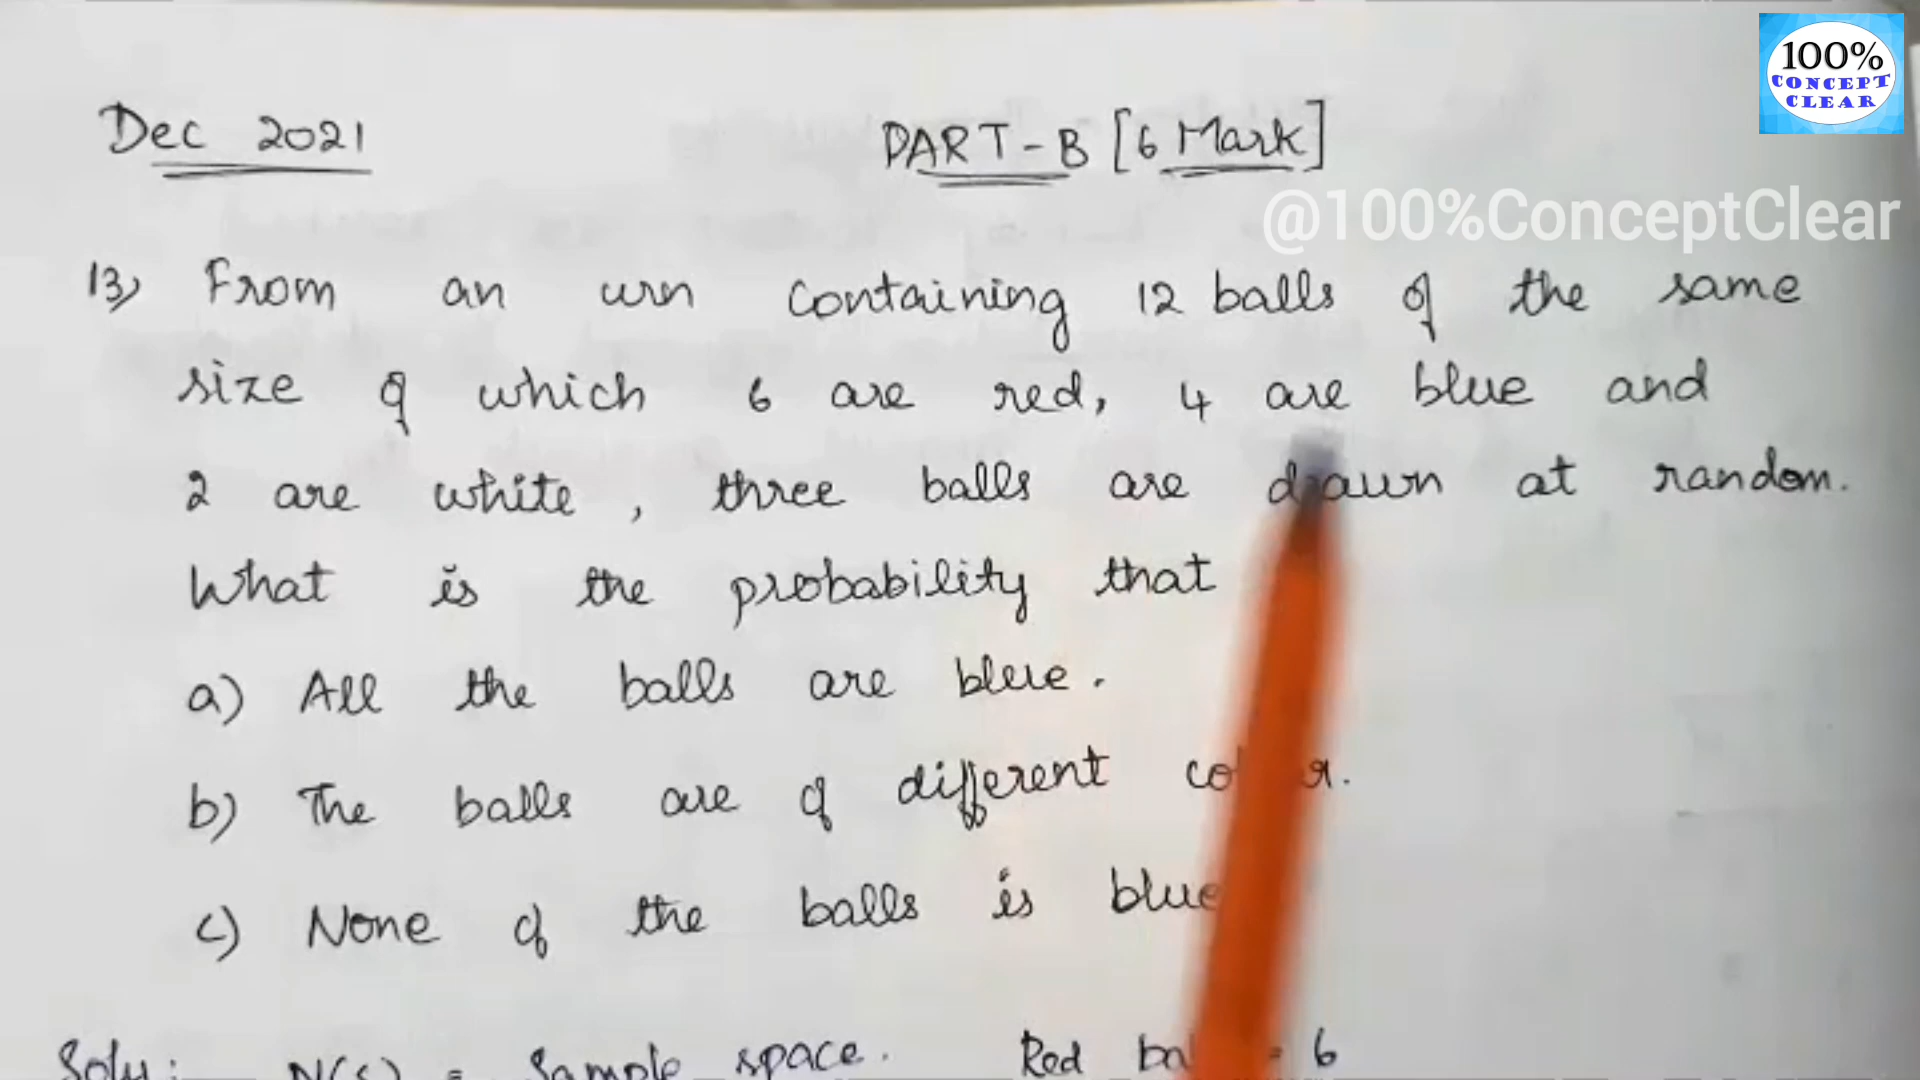 100%
CONCEPT
CLEAR
Dec 2021 PART-B [6 Mark]
@100%ConceptClear
13) From an urn containing 12 balls of the same
size of which 6 are red, 4 are blue and
2 are white, three balls are drawn at random.
What is the probability that
a) All the balls are blue.
b) The balls are of different
c) None of the balls is blue
Soln: N(S) = Sample space. Red = 6